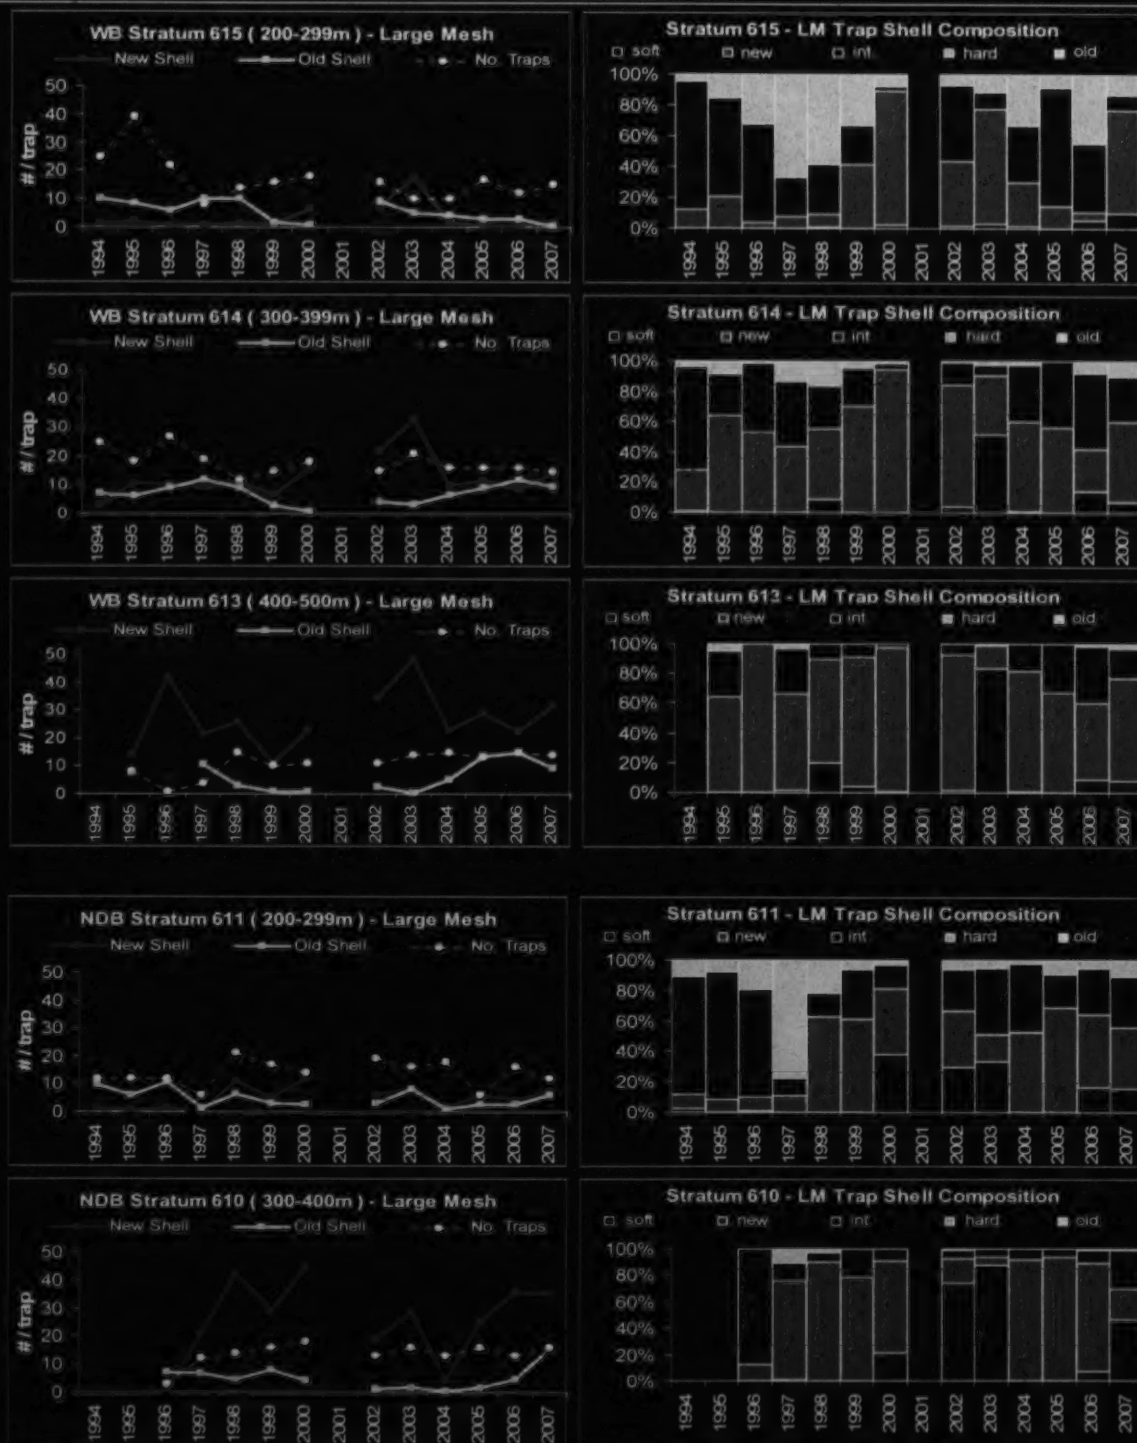 WB Stratum 615 ( 200-299m ) - Large Mesh
New Shell Old Shell No. Traps
# / trap
50
40
30
20
10
0
1994 1995 1996 1997 1998 1999 2000 2001 2002 2003 2004 2005 2006 2007
Stratum 615 - LM Trap Shell Composition
soft new int hard old
100%
80%
60%
40%
20%
0%
1994 1995 1996 1997 1998 1999 2000 2001 2002 2003 2004 2005 2006 2007
WB Stratum 614 ( 300-399m ) - Large Mesh
New Shell Old Shell No. Traps
# / trap
50
40
30
20
10
0
1994 1995 1996 1997 1998 1999 2000 2001 2002 2003 2004 2005 2006 2007
Stratum 614 - LM Trap Shell Composition
soft new int hard old
100%
80%
60%
40%
20%
0%
1994 1995 1996 1997 1998 1999 2000 2001 2002 2003 2004 2005 2006 2007
WB Stratum 613 ( 400-500m ) - Large Mesh
New Shell Old Shell No. Traps
# / trap
50
40
30
20
10
0
1994 1995 1996 1997 1998 1999 2000 2001 2002 2003 2004 2005 2006 2007
Stratum 613 - LM Trap Shell Composition
soft new int hard old
100%
80%
60%
40%
20%
0%
1994 1995 1996 1997 1998 1999 2000 2001 2002 2003 2004 2005 2006 2007
NDB Stratum 611 ( 200-299m ) - Large Mesh
New Shell Old Shell No. Traps
# / trap
50
40
30
20
10
0
1994 1995 1996 1997 1998 1999 2000 2001 2002 2003 2004 2005 2006 2007
Stratum 611 - LM Trap Shell Composition
soft new int hard old
100%
80%
60%
40%
20%
0%
1994 1995 1996 1997 1998 1999 2000 2001 2002 2003 2004 2005 2006 2007
NDB Stratum 610 ( 300-400m ) - Large Mesh
New Shell Old Shell No. Traps
# / trap
50
40
30
20
10
0
1994 1995 1996 1997 1998 1999 2000 2001 2002 2003 2004 2005 2006 2007
Stratum 610 - LM Trap Shell Composition
soft new int hard old
100%
80%
60%
40%
20%
0%
1994 1995 1996 1997 1998 1999 2000 2001 2002 2003 2004 2005 2006 2007